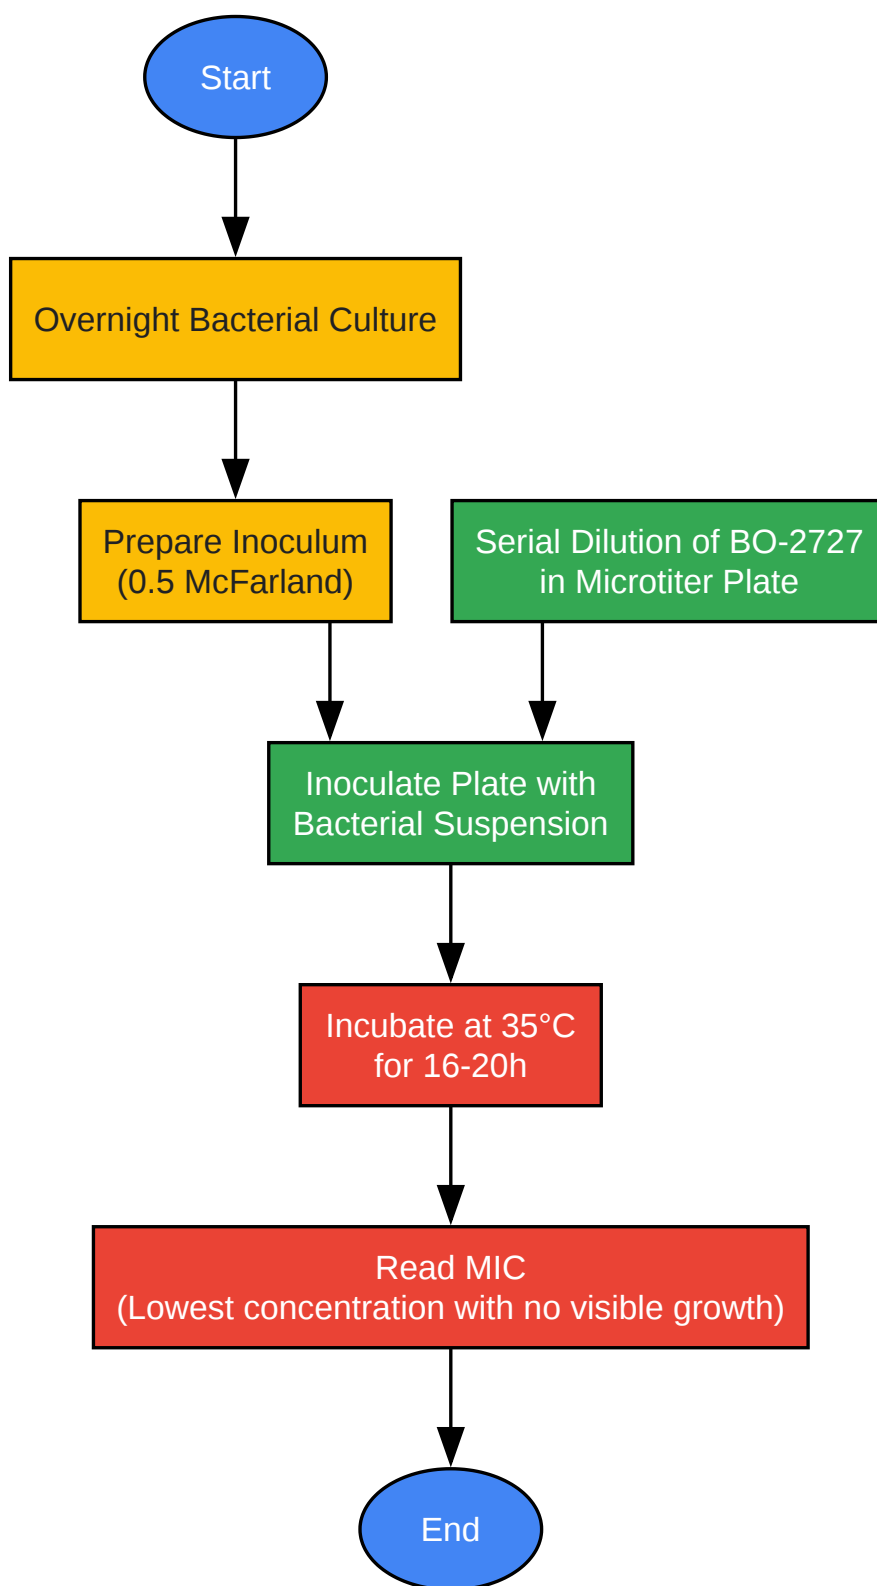 Start
Overnight Bacterial Culture
Prepare Inoculum
(0.5 McFarland)
Serial Dilution of BO-2727
in Microtiter Plate
Inoculate Plate with
Bacterial Suspension
Incubate at 35°C
for 16-20h
Read MIC
(Lowest concentration with no visible growth)
End